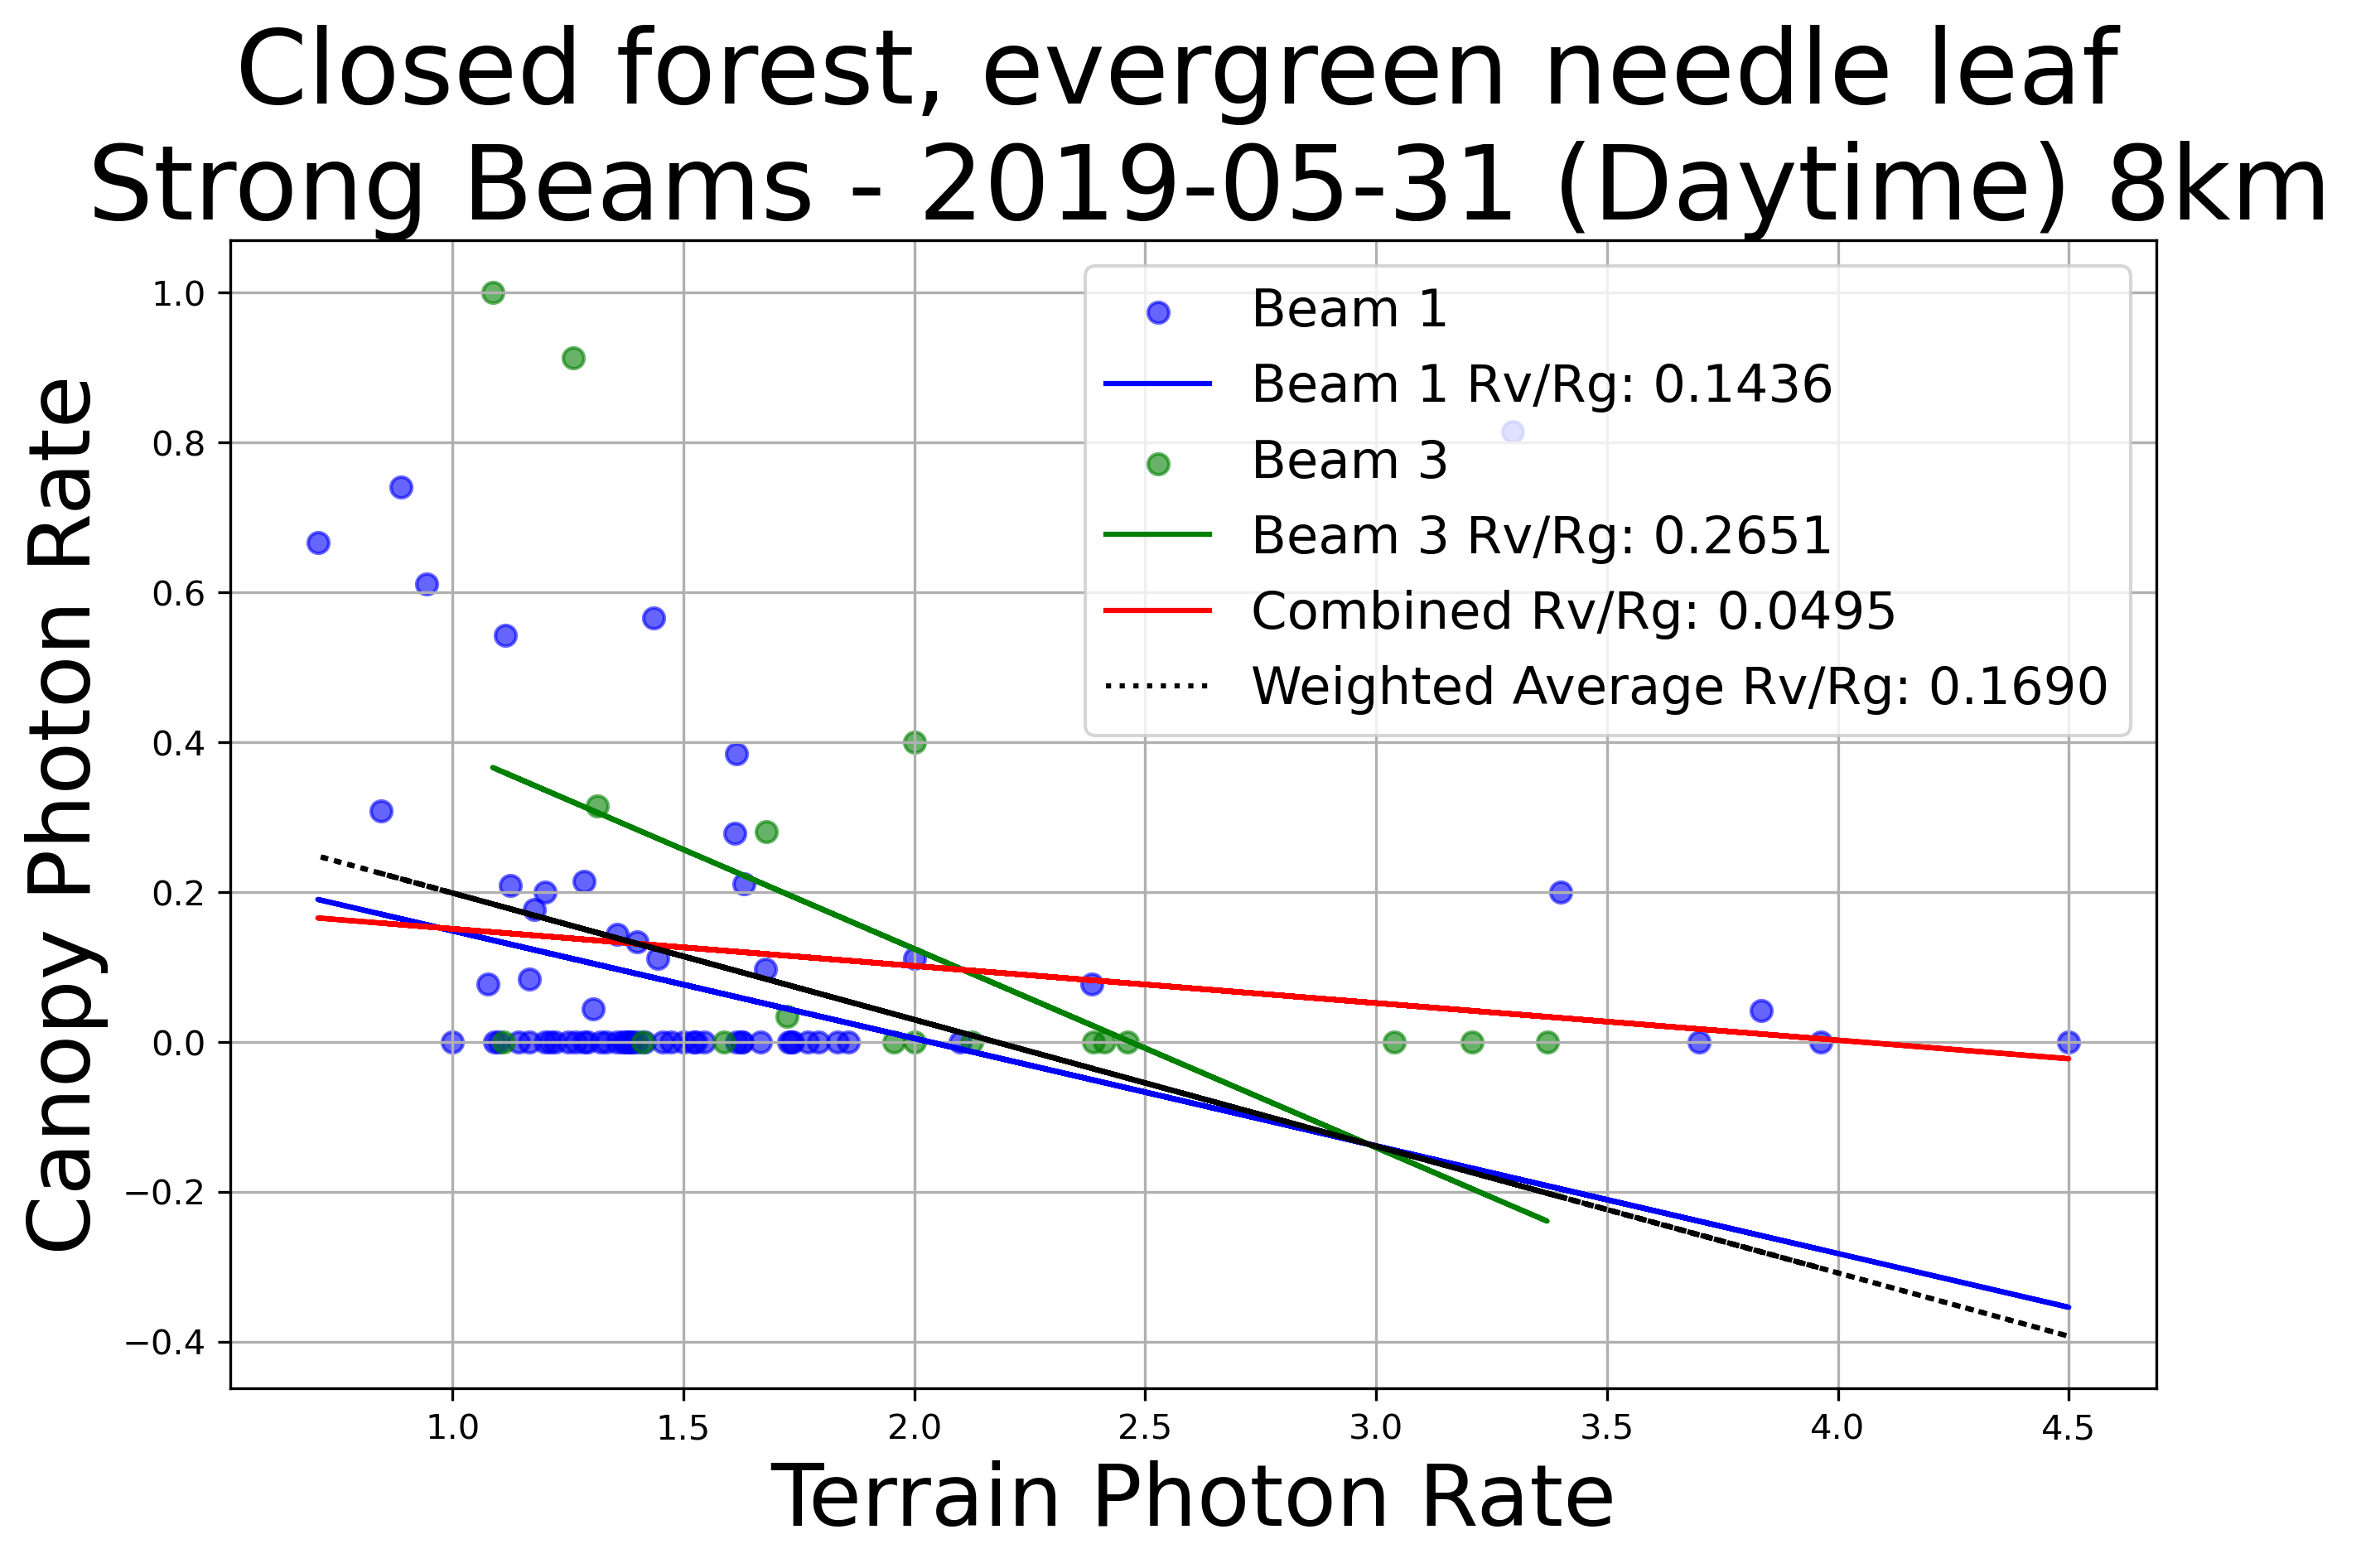 Closed forest, evergreen needle leaf
Strong Beams - 2019-05-31 (Daytime) 8km
Canopy Photon Rate
1.0
0.8
0.6
0.4
0.2
0.0
−0.2
−0.4
Beam 1
Beam 1 Rv/Rg: 0.1436
Beam 3
Beam 3 Rv/Rg: 0.2651
Combined Rv/Rg: 0.0495
Weighted Average Rv/Rg: 0.1690
1.0 1.5 2.0 2.5 3.0 3.5 4.0 4.5
Terrain Photon Rate